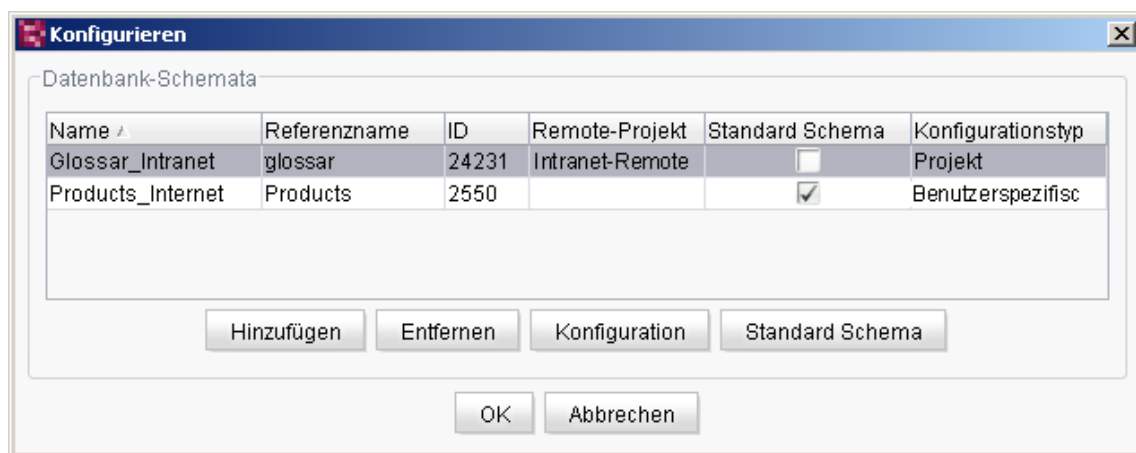 Konfigurieren
Datenbank-Schemata
Name Referenzname ID Remote-Projekt Standard Schema Konfigurationstyp
Glossar_Intranet glossar 24231 Intranet-Remote Projekt
Products_Internet Products 2550 Benutzerspezifisc
Hinzufügen Entfernen Konfiguration Standard Schema
OK Abbrechen